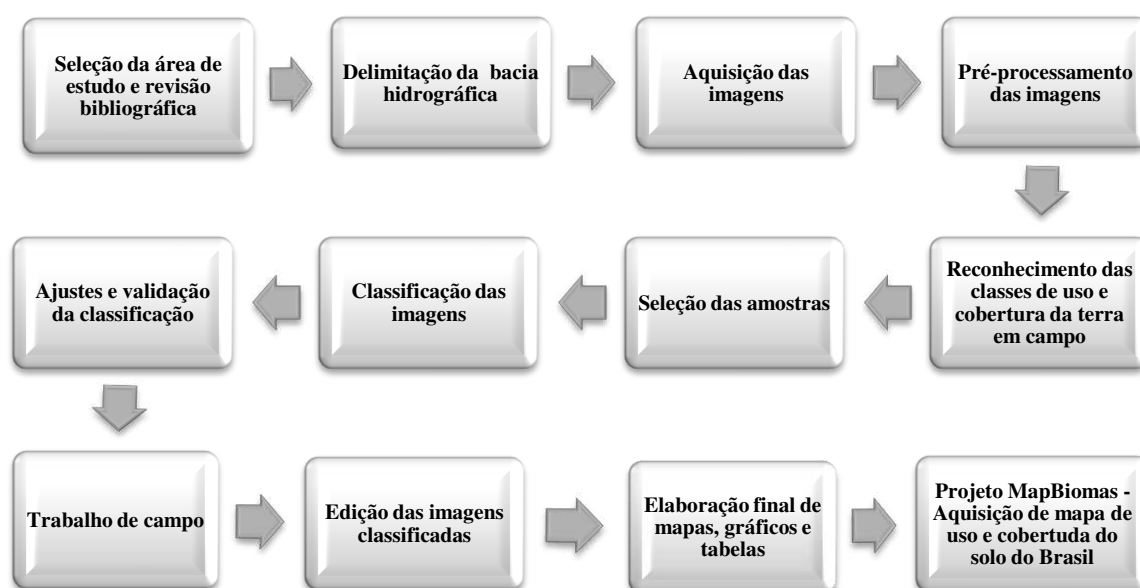 Seleção da área de
estudo e revisão
bibliográfica
Delimitação da bacia
hidrográfica
Aquisição das
imagens
Pré-processamento
das imagens
Reconhecimento das
classes de uso e
cobertura da terra
em campo
Seleção das amostras
Classificação das
imagens
Ajustes e validação
da classificação
Trabalho de campo
Edição das imagens
classificadas
Elaboração final de
mapas, gráficos e
tabelas
Projeto MapBiomas -
Aquisição de mapa de
uso e cobertuda do
solo do Brasil